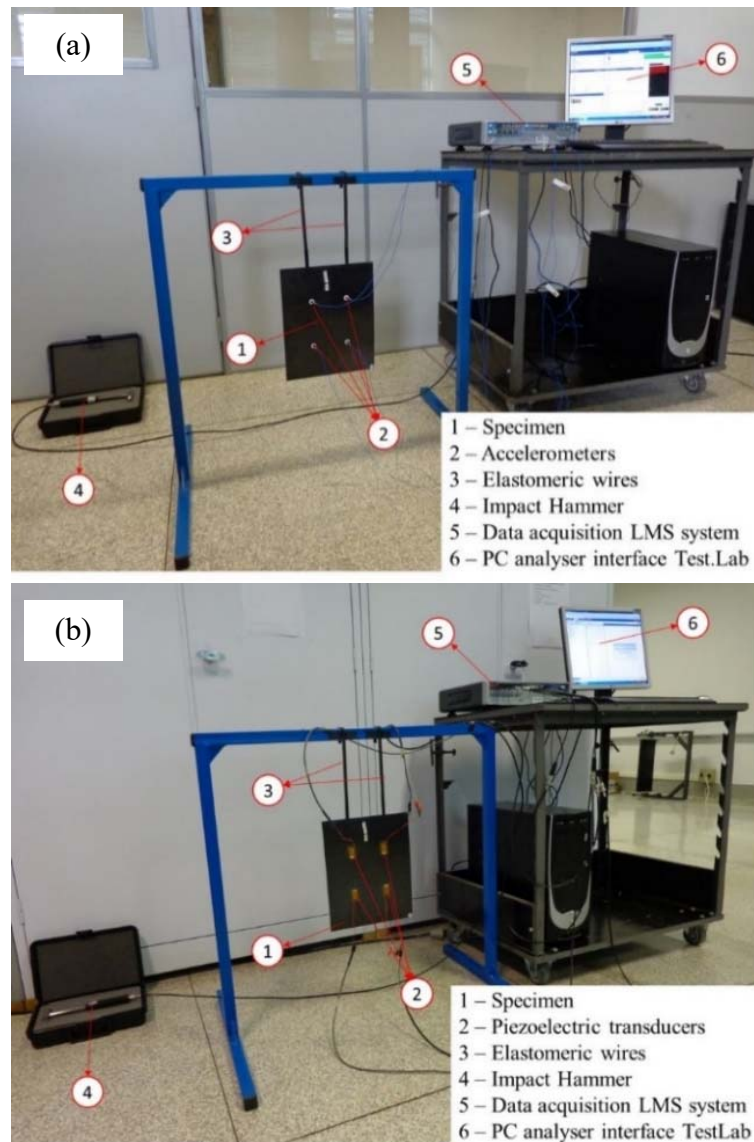 (a)
5
6
3
1
2
4
1 – Specimen
2 – Accelerometers
3 – Elastomeric wires
4 – Impact Hammer
5 – Data acquisition LMS system
6 – PC analyser interface Test.Lab
(b)
5
6
3
1
2
4
1 – Specimen
2 – Piezoelectric transducers
3 – Elastomeric wires
4 – Impact Hammer
5 – Data acquisition LMS system
6 – PC analyser interface TestLab